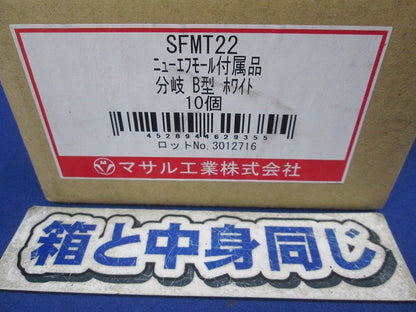 SFMT22
ニューエフモール付属品
分岐 B型 ホワイト
10個
4528944629355
ロットNo.3012716
マサル工業株式会社
箱と中身同じ